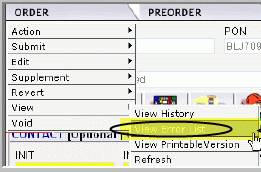 ORDER PREORDER
Action PON
Submit BLJ709
Edit
Supplement
Revert
View View History
Void View Error List
CONTACT [Optional] View PrintableVersion
INIT Refresh